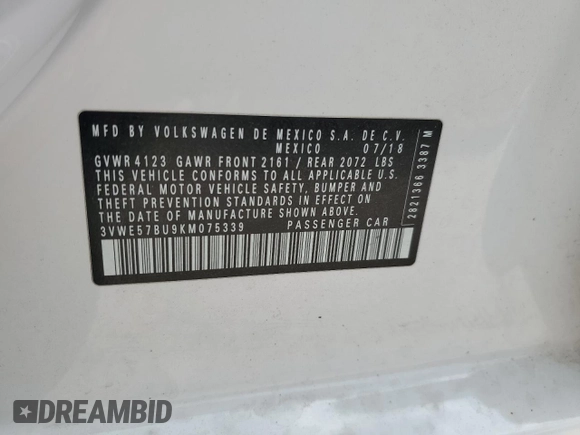 MFD BY VOLKSWAGEN DE MEXICO S.A. DE C.V.
MEXICO 07/18
GVWR 4123 GAWR FRONT 2161 / REAR 2072 LBS
THIS VEHICLE CONFORMS TO ALL APPLICABLE U.S.
FEDERAL MOTOR VEHICLE SAFETY, BUMPER AND
THEFT PREVENTION STANDARDS IN EFFECT ON
THE DATE OF MANUFACTURE SHOWN ABOVE.
3VWE57BU9KM075339 PASSENGER CAR
2821366 3387 M
DREAMBID